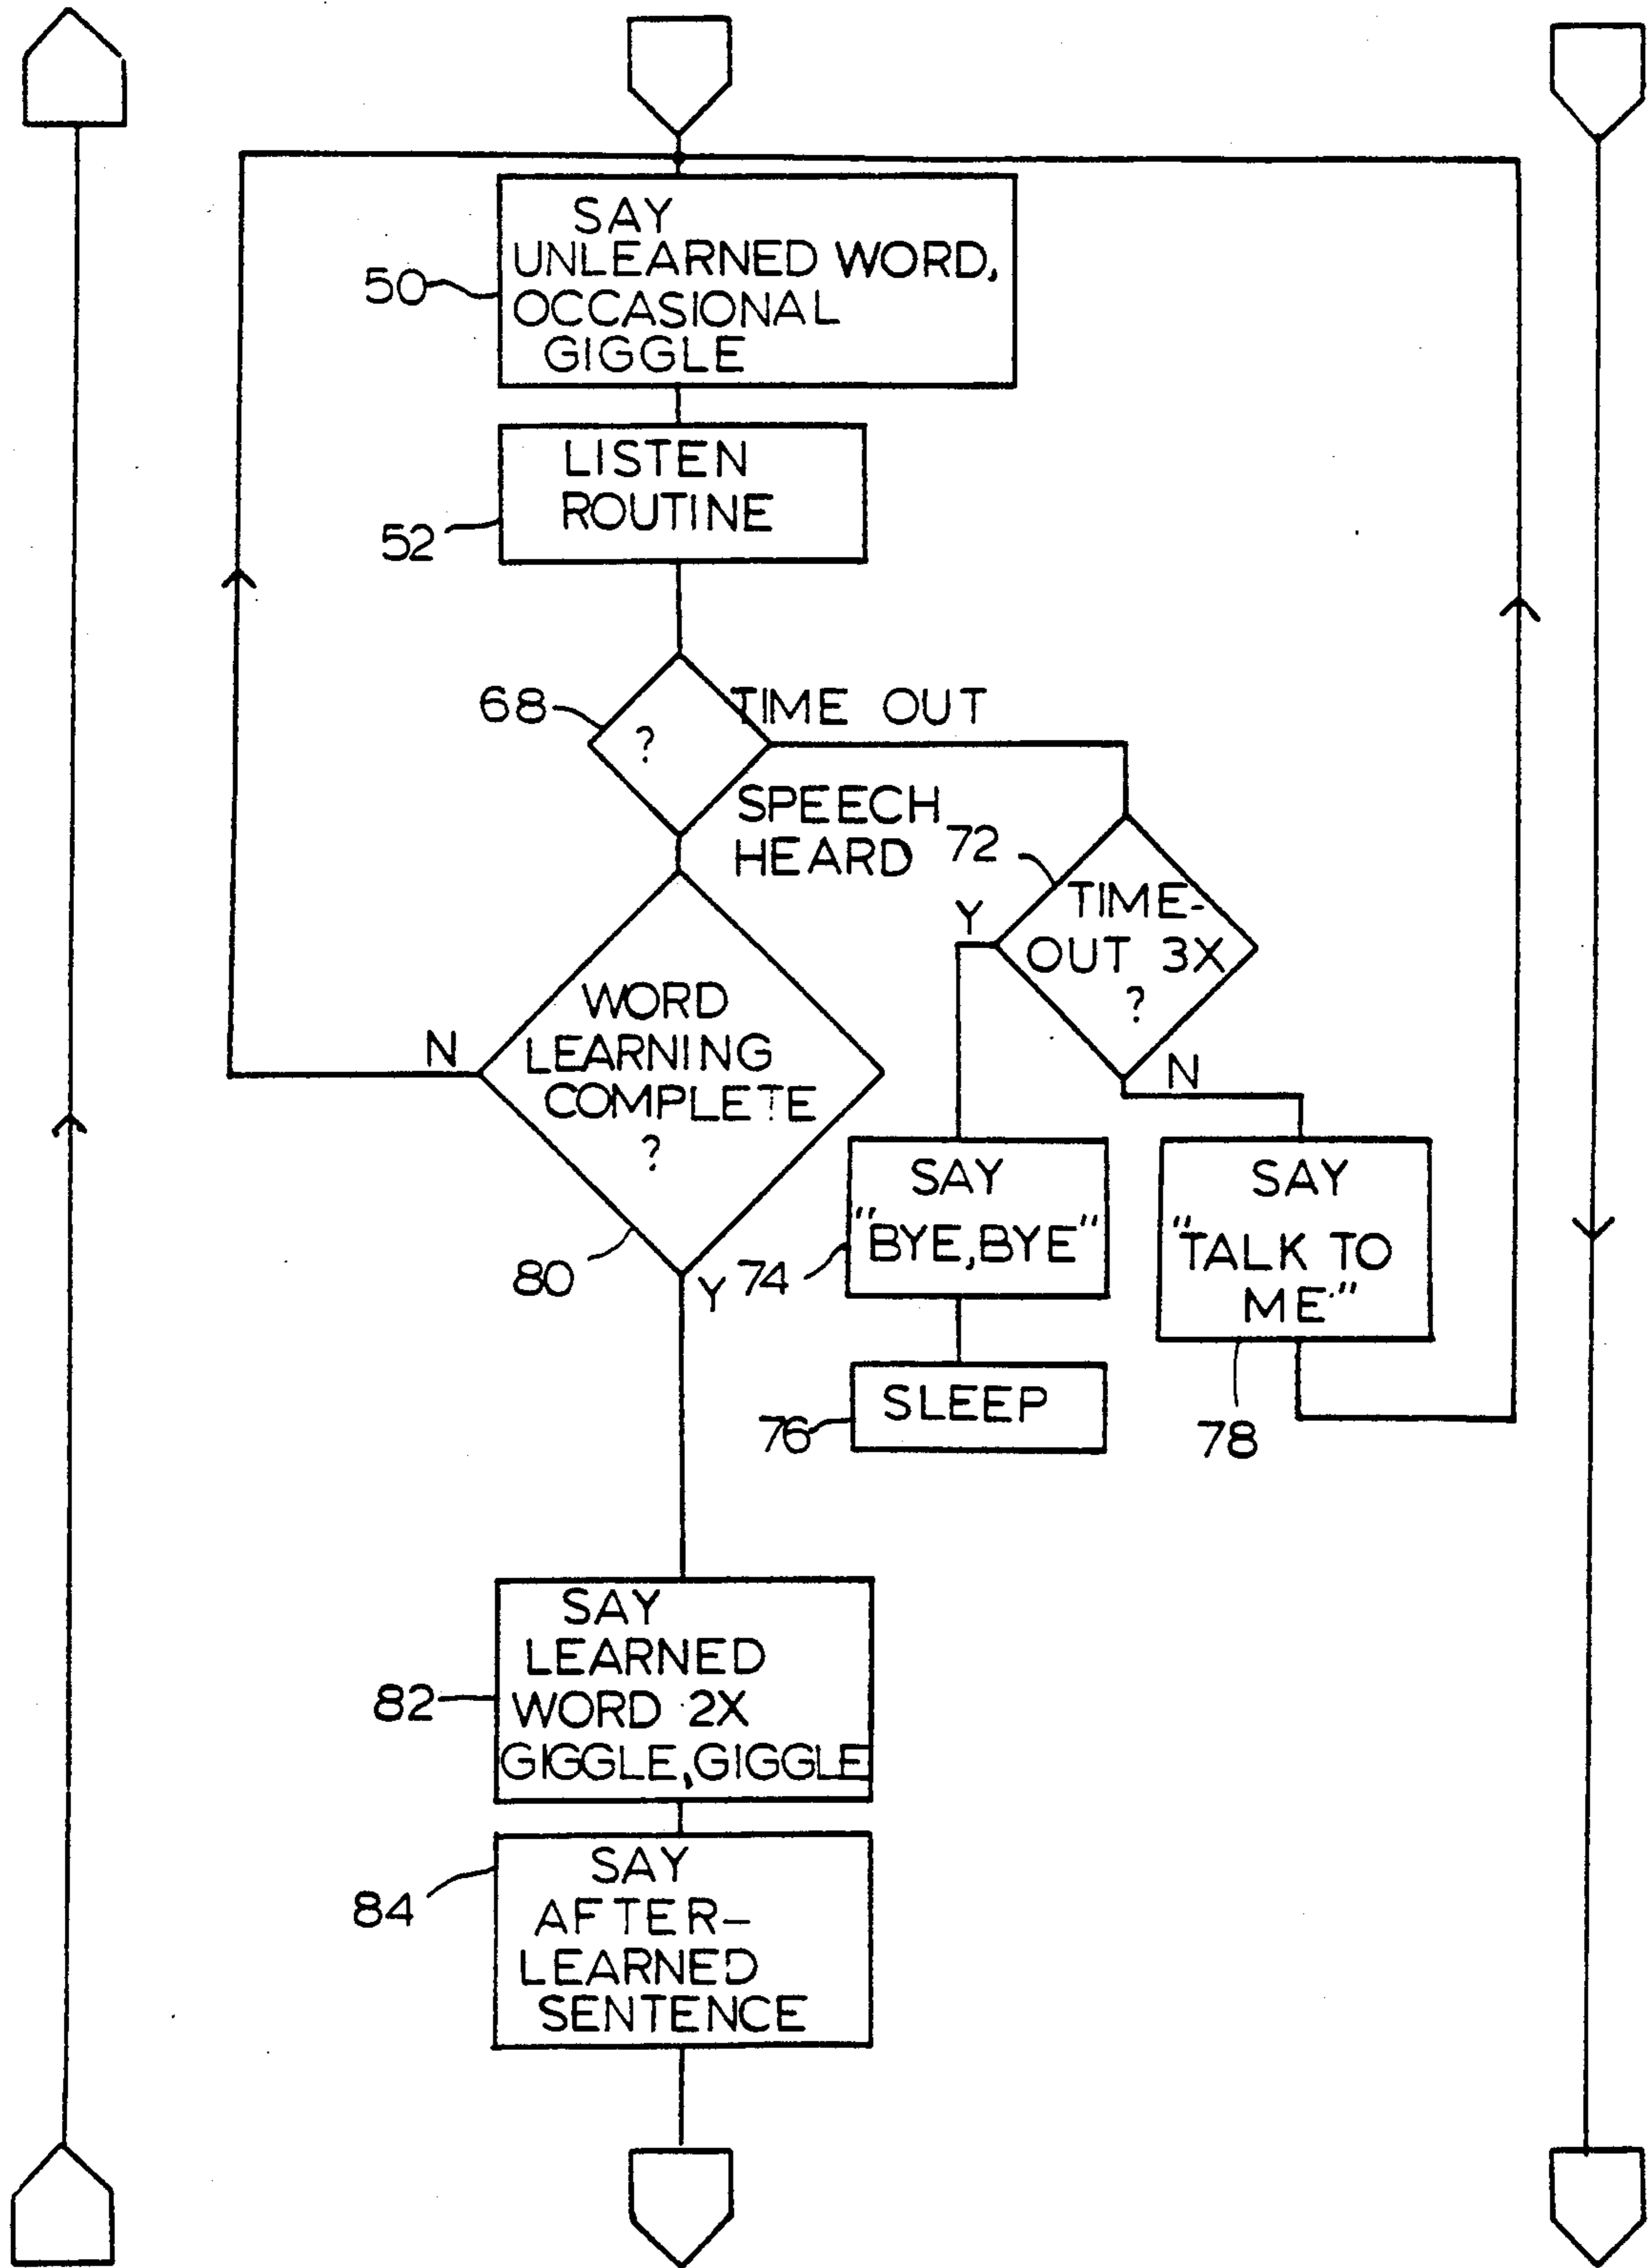 SAY
UNLEARNED WORD,
OCCASIONAL
GIGGLE
50
LISTEN
ROUTINE
52
68
?
TIME OUT
SPEECH
HEARD
72
TIME-
OUT 3X
?
Y
N
WORD
LEARNING
COMPLETE
?
N
80
Y
SAY
"BYE,BYE"
74
SAY
"TALK TO
ME"
78
SLEEP
76
SAY
LEARNED
WORD 2X
GIGGLE,GIGGLE
82
SAY
AFTER-
LEARNED
SENTENCE
84